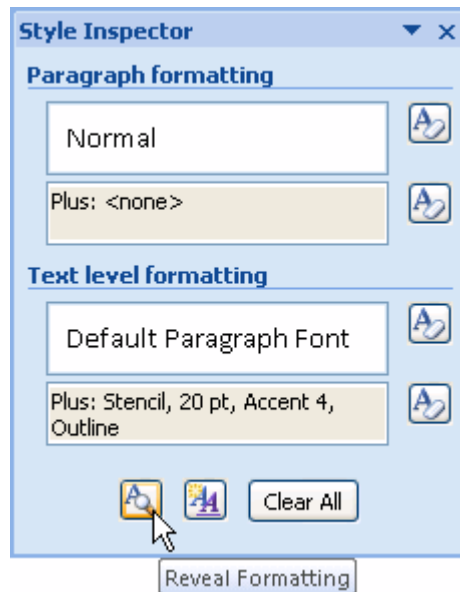 Style Inspector
Paragraph formatting
Normal
Plus: <none>
Text level formatting
Default Paragraph Font
Plus: Stencil, 20 pt, Accent 4,
Outline
Clear All
Reveal Formatting